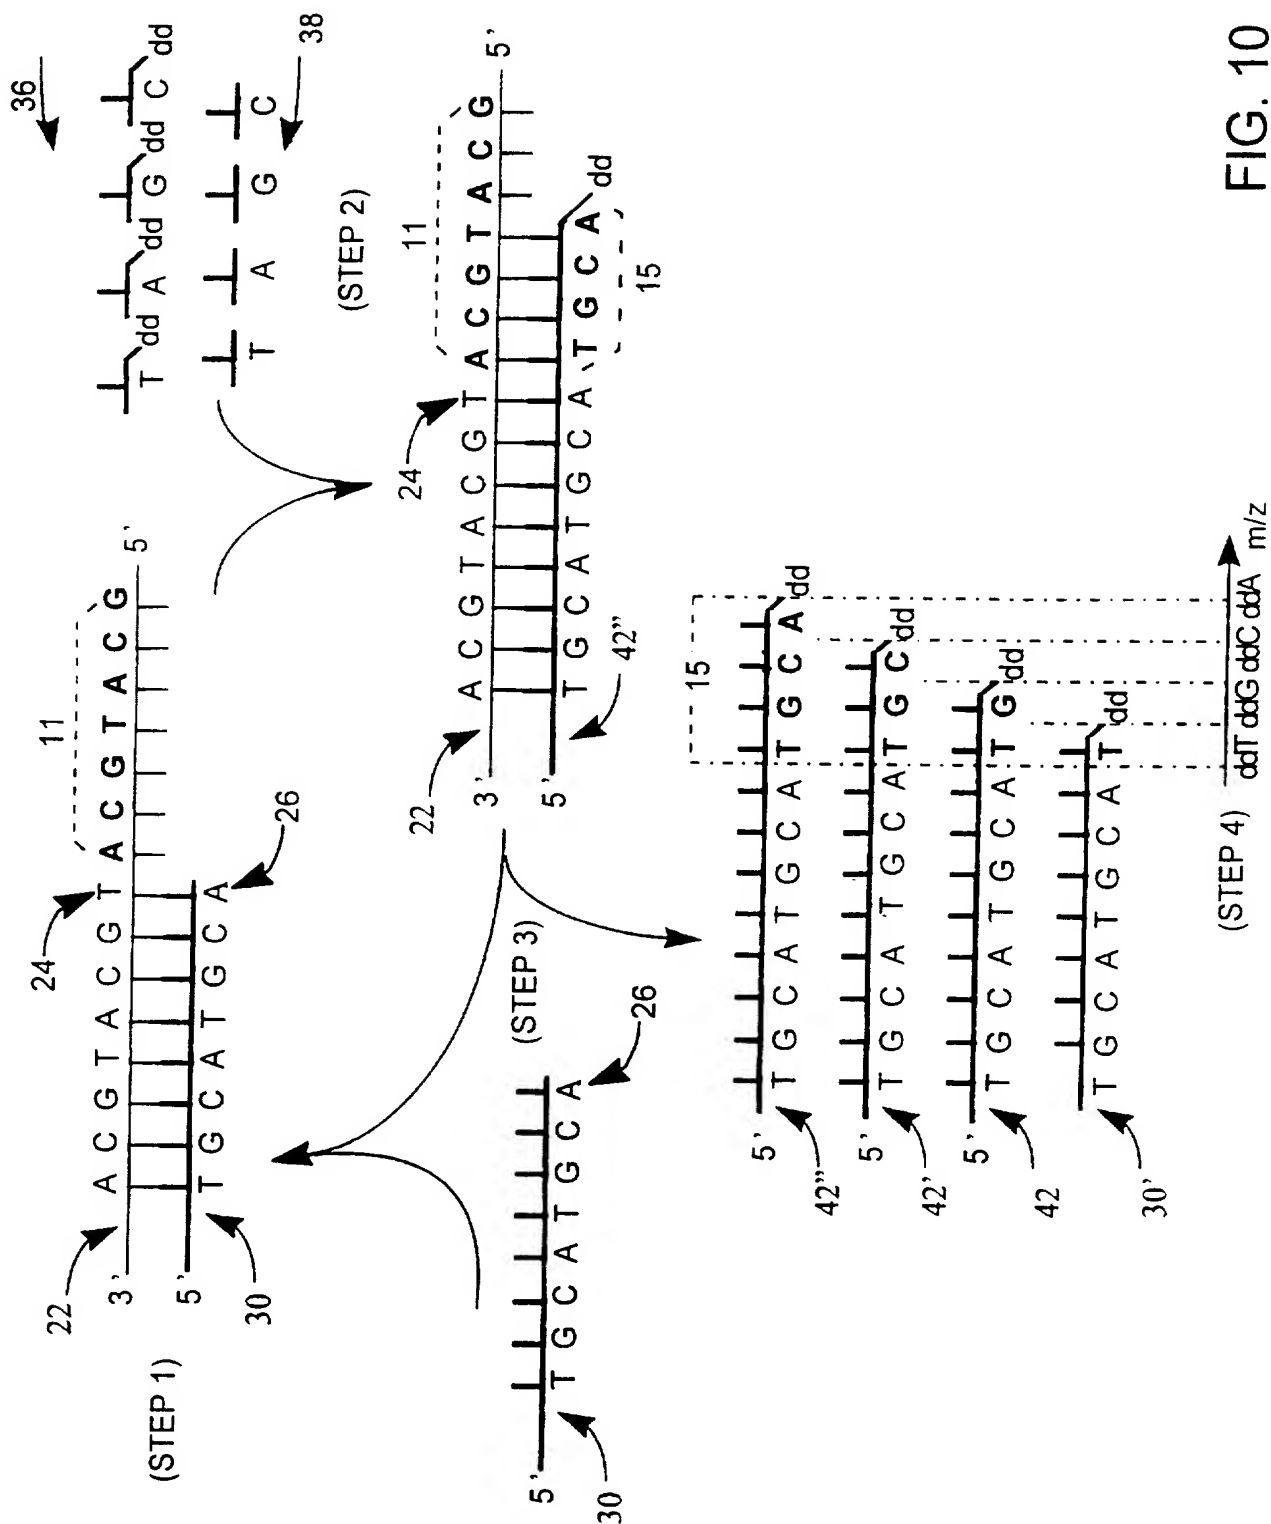 (STEP 1)
22
3'
5'
30
A C G T A C G T A C G T A C G
5'
24
11
T G C A T G C A
26
36
T dd A dd G dd C dd
T A G C
38
(STEP 2)
22
3'
5'
42"
A C G T A C G T A C G T A C G
5'
24
11
T G C A T G C A T G C A dd
15
(STEP 3)
5'
30
T G C A T G C A
26
15
5'
42"
T G C A T G C A T G C A dd
5'
42'
T G C A T G C A T G C dd
5'
42
T G C A T G C A T G dd
30'
T G C A T G C A T dd
(STEP 4)
ddT ddG ddC ddA
m/z
FIG. 10